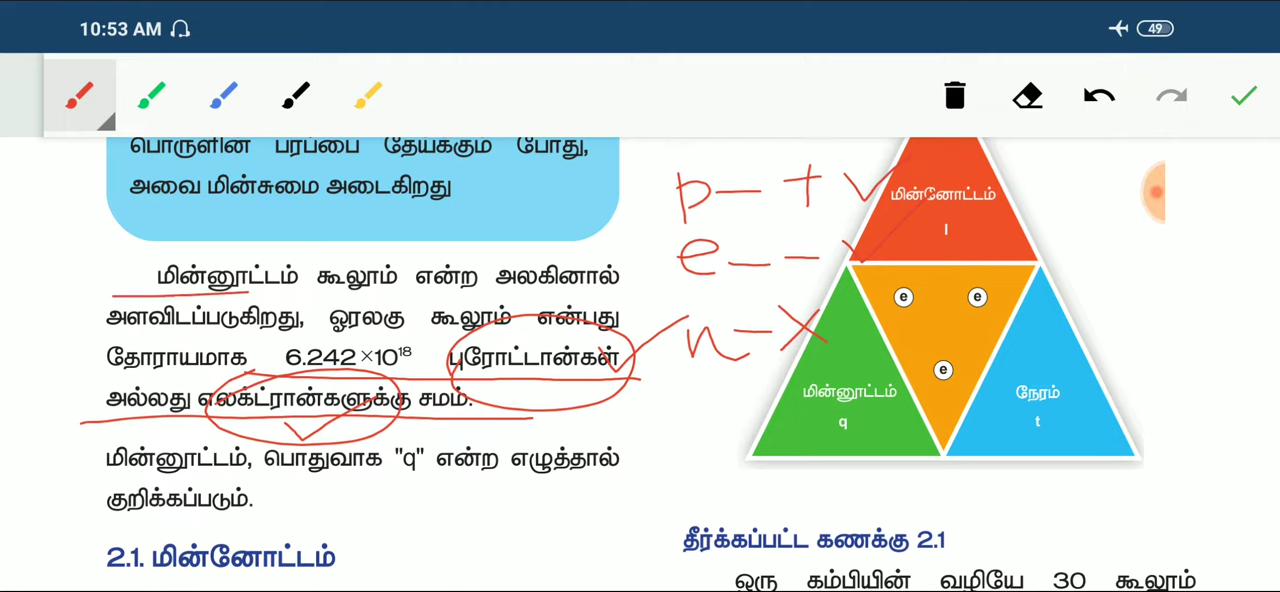 10:53 AM
49
பொருளின் பரப்பை தேய்க்கும் போது,
அவை மின்சுமை அடைகிறது
மின்னூட்டம் கூலூம் என்ற அலகினால்
அளவிடப்படுகிறது, ஓரலகு கூலூம் என்பது
தோராயமாக 6.242×10¹⁸ புரோட்டான்கள்
அல்லது எலக்ட்ரான்களுக்கு சமம்.
மின்னூட்டம், பொதுவாக "q" என்ற எழுத்தால்
குறிக்கப்படும்.
2.1. மின்னோட்டம்
p — + ✓
e — - ✓
n — ×
மின்னோட்டம்
I
e e
e
மின்னூட்டம்
q
நேரம்
t
தீர்க்கப்பட்ட கணக்கு 2.1
ஒரு கம்பியின் வழியே 30 கூலூம்